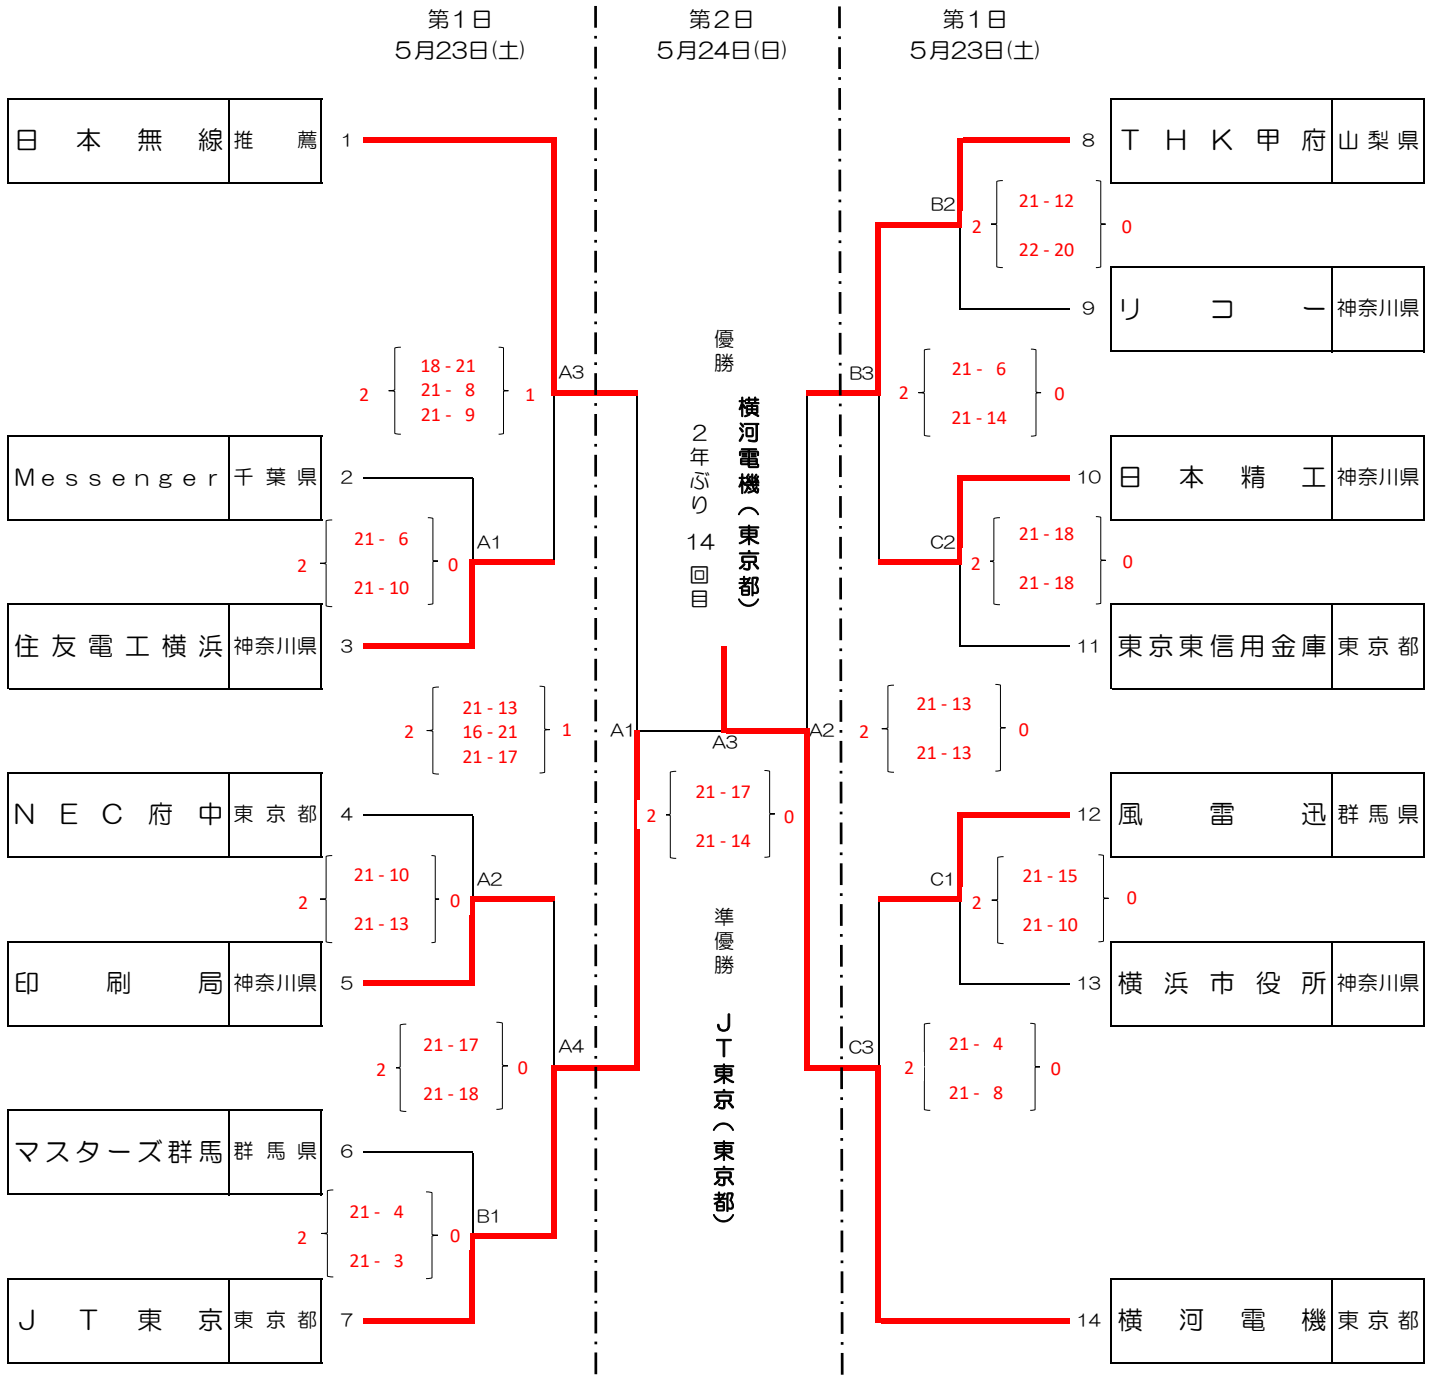 第1日
5月23日(土)
第2日
5月24日(日)
第1日
5月23日(土)
日本無線 推薦 1
18 - 21
2 21 - 8 1
21 - 9
A3
Messenger 千葉県 2
21 - 6
2 0
21 - 10
A1
住友電工横浜 神奈川県 3
21 - 13
2 16 - 21 1
21 - 17
A1
NEC府中 東京都 4
21 - 10
2 0
21 - 13
A2
印刷局 神奈川県 5
21 - 17
2 0
21 - 18
A4
マスターズ群馬 群馬県 6
21 - 4
2 0
21 - 3
B1
JT東京 東京都 7
優勝
横河電機(東京都)
2年ぶり 14回目
A3
21 - 17
2 0
21 - 14
準優勝
JT東京(東京都)
8 THK甲府 山梨県
B2
21 - 12
2 0
22 - 20
9 リコー 神奈川県
B3
21 - 6
2 0
21 - 14
10 日本精工 神奈川県
C2
21 - 18
2 0
21 - 18
11 東京東信用金庫 東京都
A2
21 - 13
2 0
21 - 13
12 風雷迅 群馬県
C1
21 - 15
2 0
21 - 10
13 横浜市役所 神奈川県
C3
21 - 4
2 0
21 - 8
14 横河電機 東京都